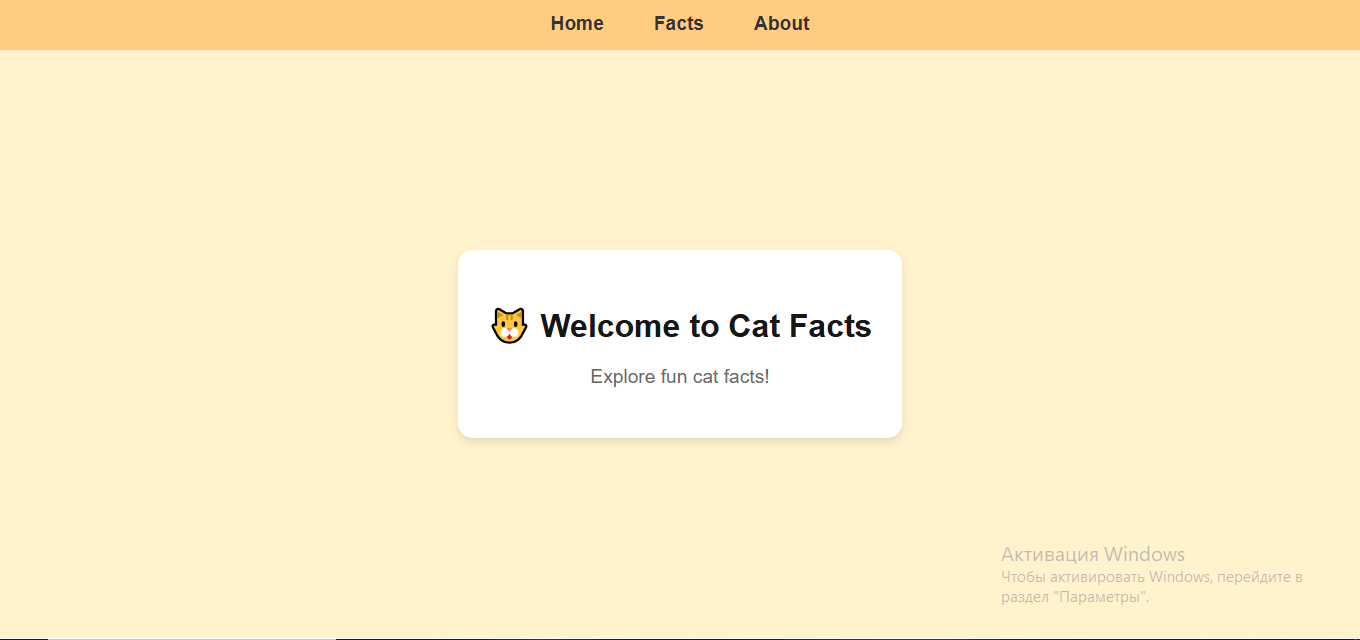 Home Facts About
Welcome to Cat Facts
Explore fun cat facts!
Активация Windows
Чтобы активировать Windows, перейдите в
раздел "Параметры".